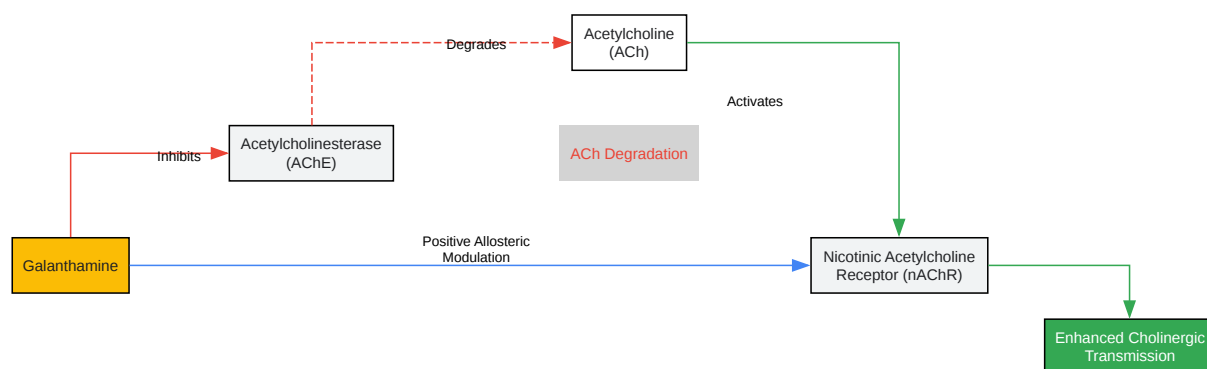 Acetylcholine
(ACh)
Degrades
Activates
Acetylcholinesterase
(AChE)
ACh Degradation
Inhibits
Positive Allosteric
Modulation
Galanthamine
Nicotinic Acetylcholine
Receptor (nAChR)
Enhanced Cholinergic
Transmission